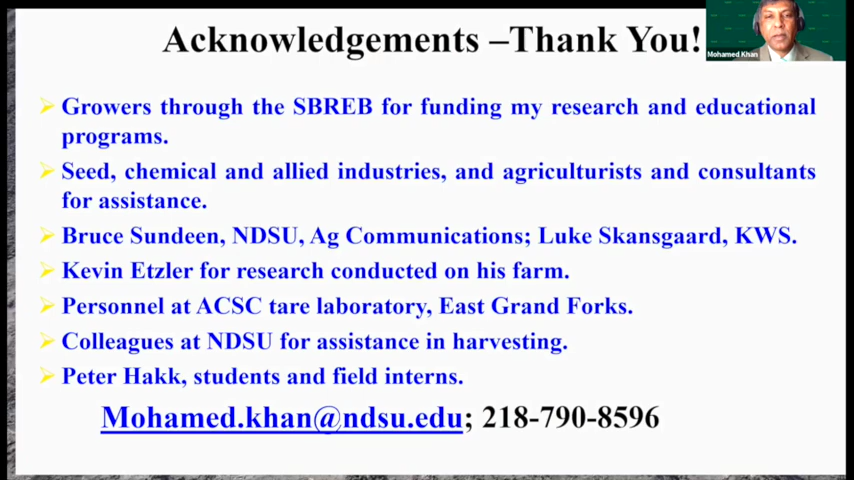 Acknowledgements –Thank You!
Mohamed Khan
Growers through the SBREB for funding my research and educational
programs.
Seed, chemical and allied industries, and agriculturists and consultants
for assistance.
Bruce Sundeen, NDSU, Ag Communications; Luke Skansgaard, KWS.
Kevin Etzler for research conducted on his farm.
Personnel at ACSC tare laboratory, East Grand Forks.
Colleagues at NDSU for assistance in harvesting.
Peter Hakk, students and field interns.
Mohamed.khan@ndsu.edu; 218-790-8596